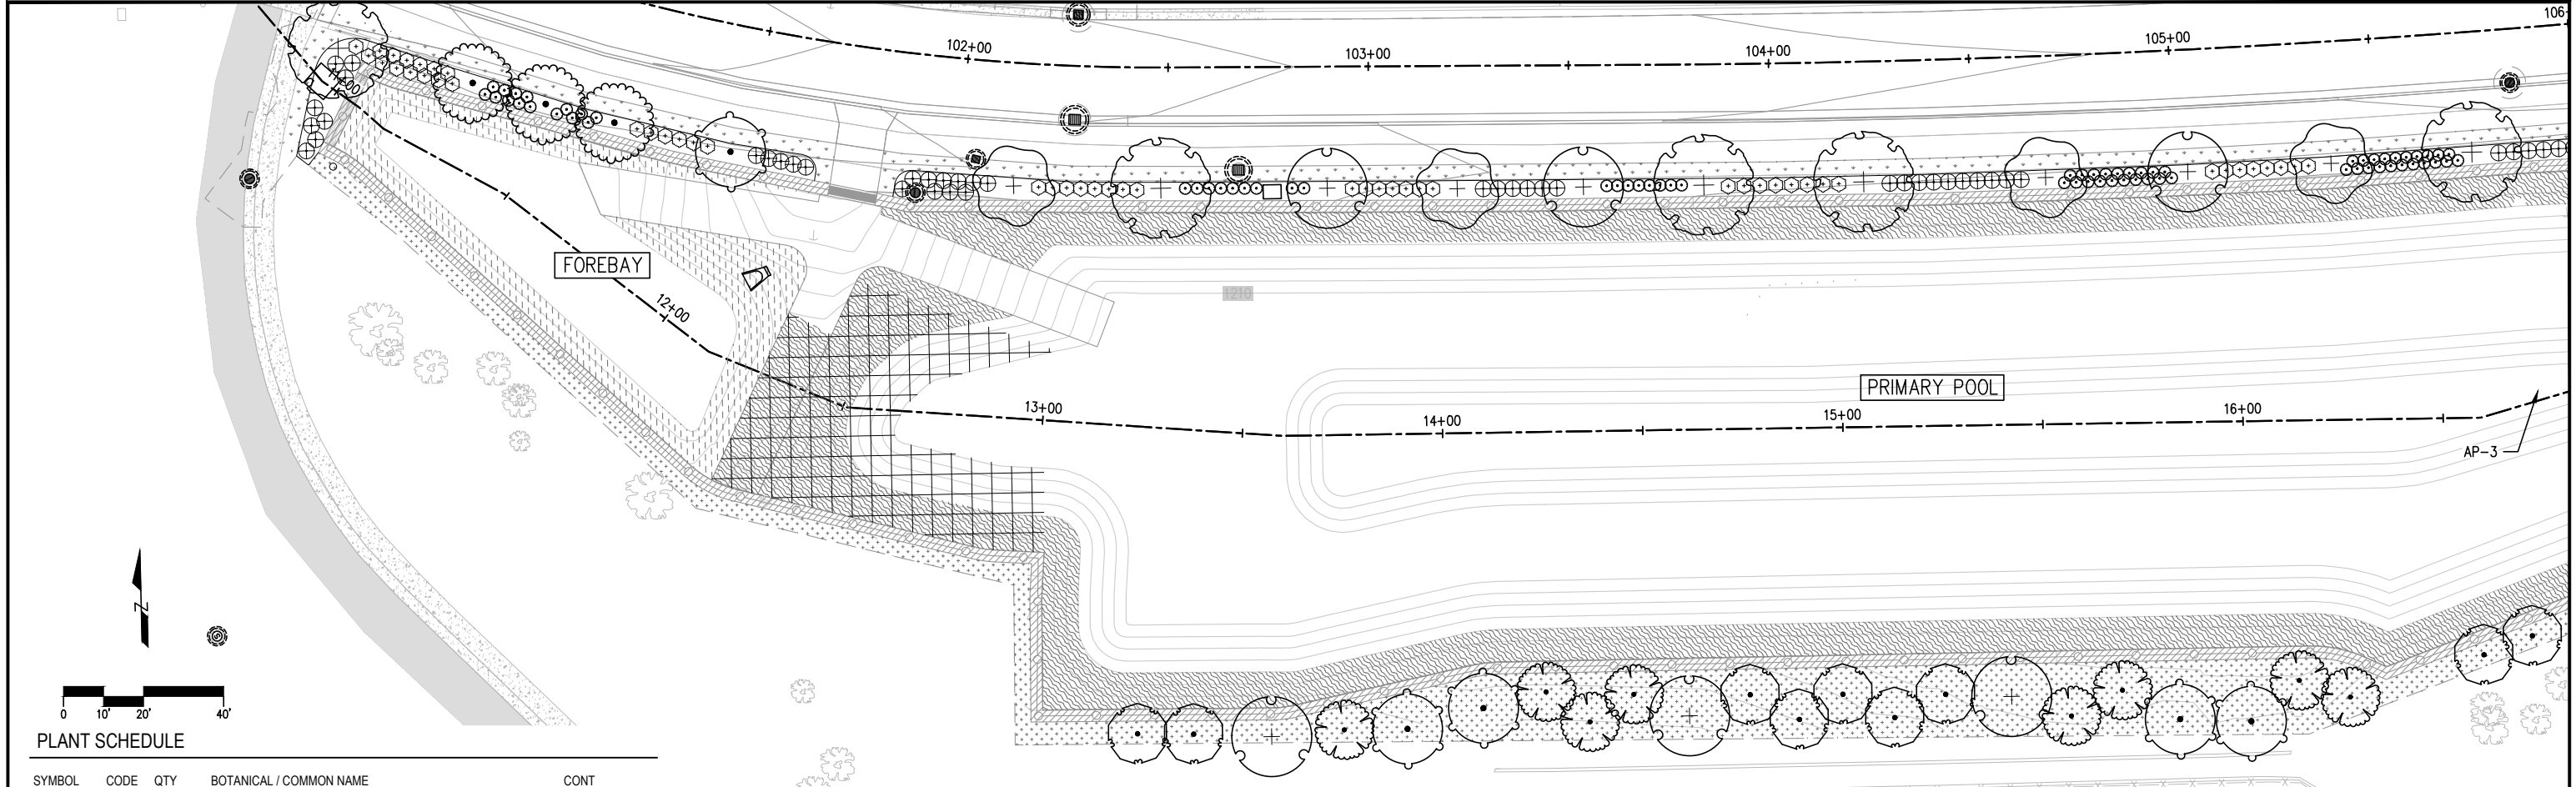 106
102+00
103+00
104+00
105+00
FOREBAY
12+00
1210
PRIMARY POOL
13+00
14+00
15+00
16+00
AP-3
N
0 10' 20' 40'
PLANT SCHEDULE
SYMBOL CODE QTY BOTANICAL / COMMON NAME CONT